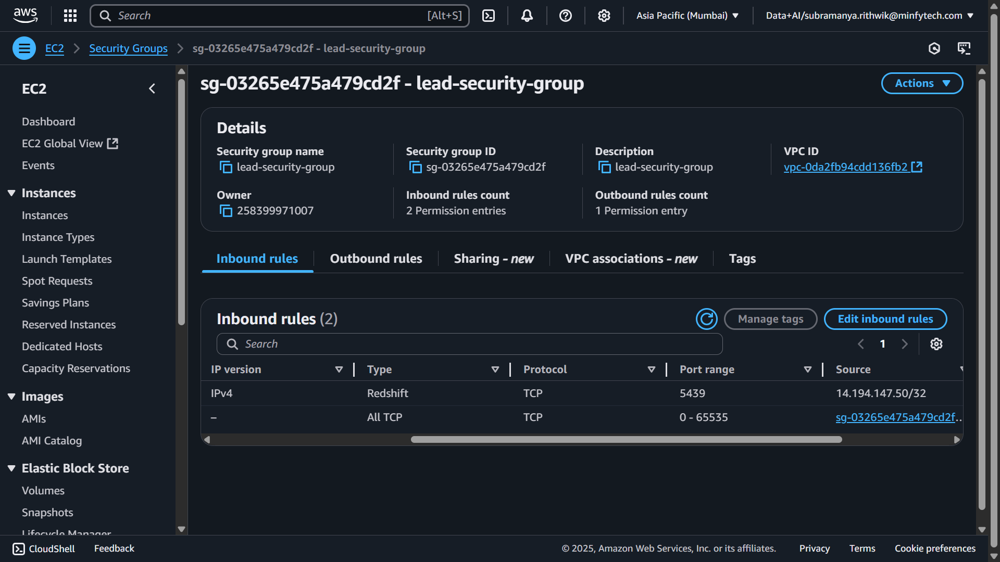 aws
Search [Alt+S]
Asia Pacific (Mumbai)
Data+AI/subramanya.rithwik@minfytech.com
EC2
Security Groups
sg-03265e475a479cd2f - lead-security-group
EC2
Dashboard
EC2 Global View
Events
Instances
Instances
Instance Types
Launch Templates
Spot Requests
Savings Plans
Reserved Instances
Dedicated Hosts
Capacity Reservations
Images
AMIs
AMI Catalog
Elastic Block Store
Volumes
Snapshots
Lifecycle Manager
sg-03265e475a479cd2f - lead-security-group
Actions
Details
Security group name
lead-security-group
Security group ID
sg-03265e475a479cd2f
Description
lead-security-group
VPC ID
vpc-0da2fb94cdd136fb2
Owner
258399971007
Inbound rules count
2 Permission entries
Outbound rules count
1 Permission entry
Inbound rules
Outbound rules
Sharing - new
VPC associations - new
Tags
Inbound rules (2)
Manage tags
Edit inbound rules
Search
1
IP version Type Protocol Port range Source
IPv4 Redshift TCP 5439 14.194.147.50/32
– All TCP TCP 0 - 65535 sg-03265e475a479cd2f...
CloudShell
Feedback
© 2025, Amazon Web Services, Inc. or its affiliates.
Privacy
Terms
Cookie preferences